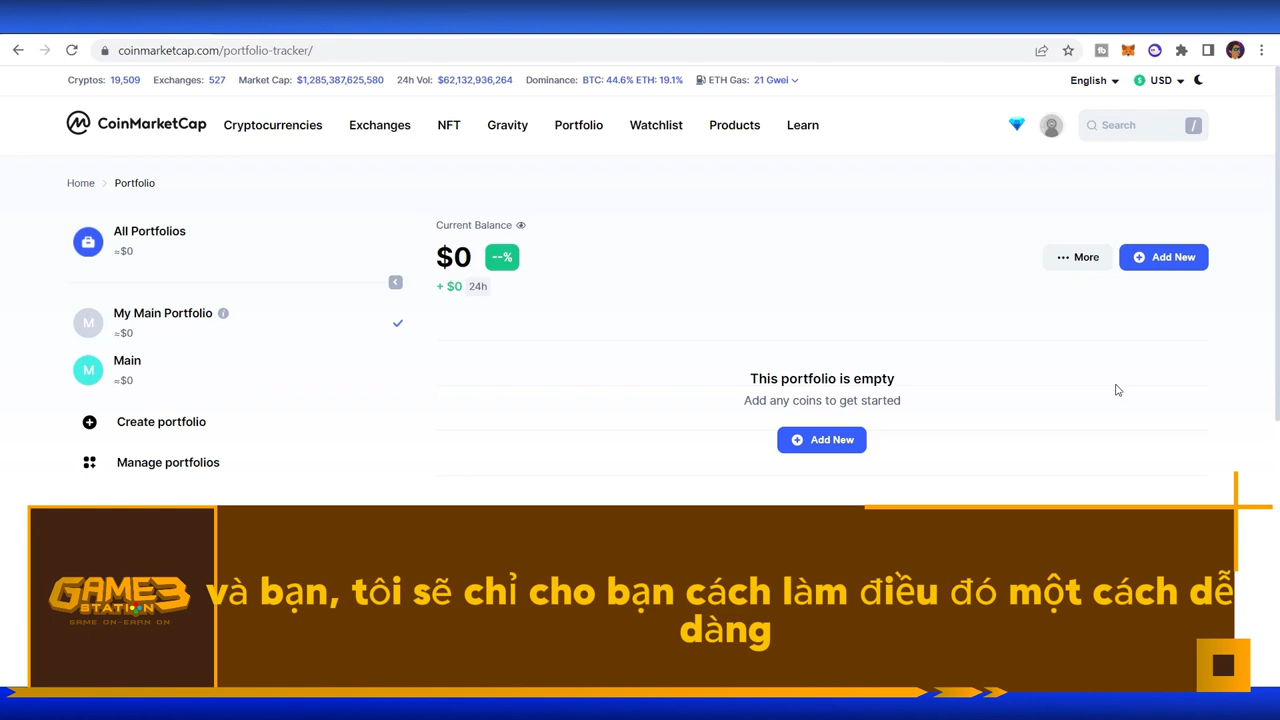 coinmarketcap.com/portfolio-tracker/
Cryptos: 19,509 Exchanges: 527 Market Cap: $1,285,387,625,580 24h Vol: $62,132,936,264 Dominance: BTC: 44.6% ETH: 19.1% ETH Gas: 21 Gwei English USD
CoinMarketCap Cryptocurrencies Exchanges NFT Gravity Portfolio Watchlist Products Learn Search /
Home Portfolio
All Portfolios
≈$0
Current Balance
$0 --%
+ $0 24h
More Add New
M My Main Portfolio
≈$0
M Main
≈$0
Create portfolio
Manage portfolios
This portfolio is empty
Add any coins to get started
Add New
GAME3
STATION
GAME ON-ERAN ON
và bạn, tôi sẽ chỉ cho bạn cách làm điều đó một cách dễ
dàng